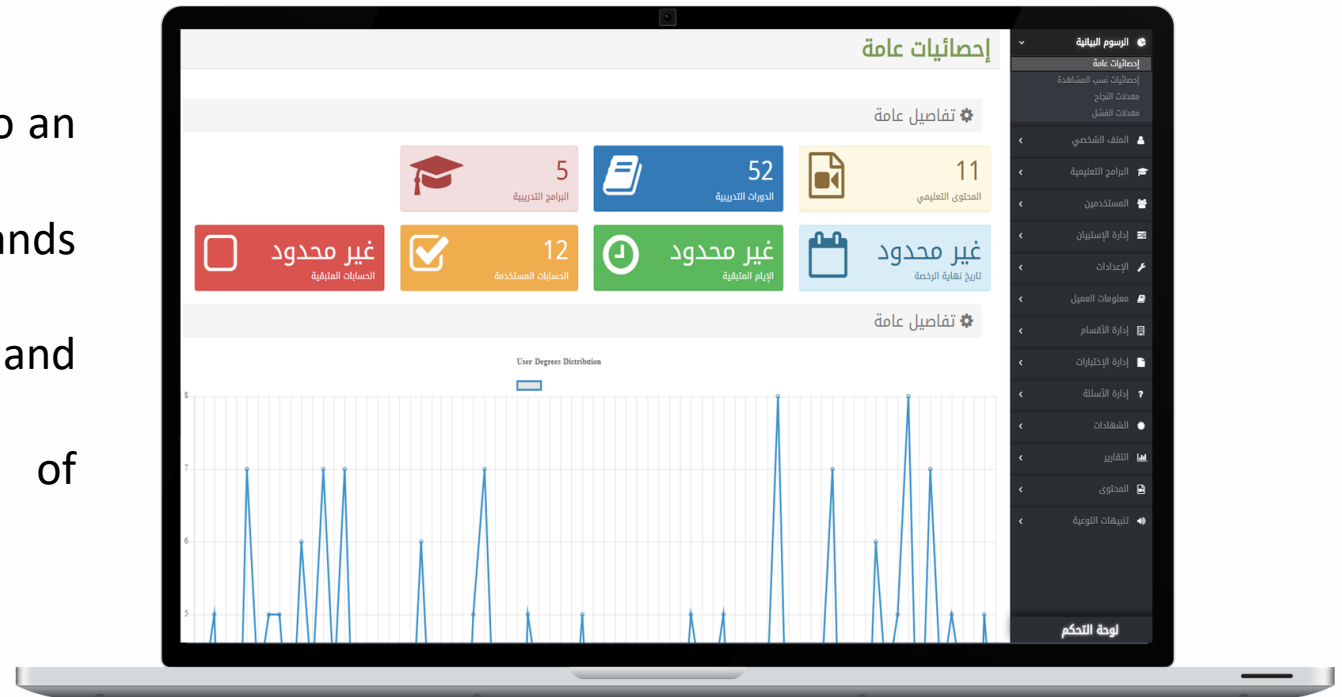 o an
ands
and
of
إحصائيات عامة
تفاصيل عامة
11
المحتوى التعليمي
52
الدورات التدريبية
5
البرامج التدريبية
غير محدود
تاريخ نهاية الرخصة
غير محدود
الإيام المتبقية
12
الحسابات المستخدمة
غير محدود
الحسابات المتبقية
تفاصيل عامة
User Degrees Distribution
8
7
6
5
الرسوم البيانية
إحصائيات عامة
إحصائيات نسب المشاهدة
معدلات النجاح
معدلات الفشل
الملف الشخصي
البرامج التعليمية
المستخدمين
إدارة الإستبيان
الإعدادات
معلومات العميل
إدارة الأقسام
إدارة الإختبارات
إدارة الأسئلة
الشهادات
التقارير
المحتوى
تنبيهات التوعية
لوحة التحكم